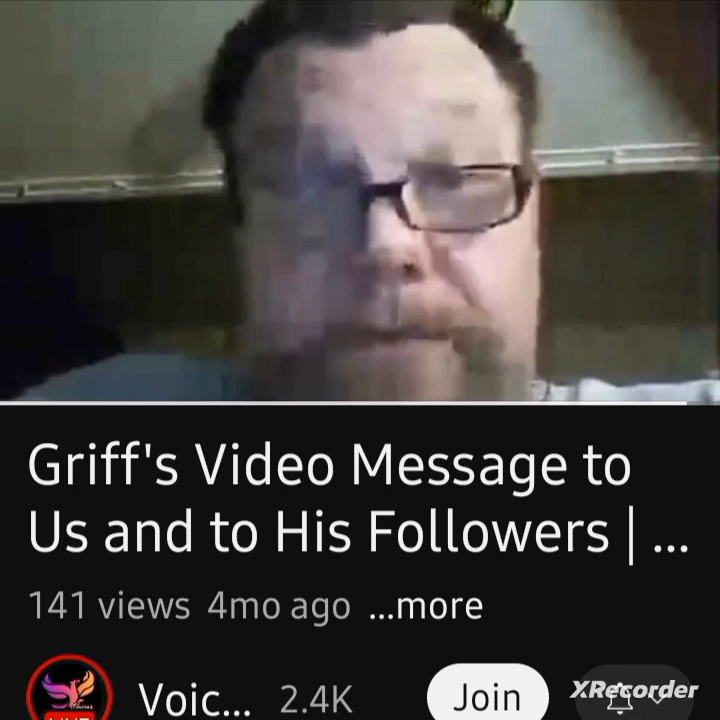 Griff's Video Message to
Us and to His Followers | ...
141 views 4mo ago ...more
Voic... 2.4K Join
XRecorder
LIVE